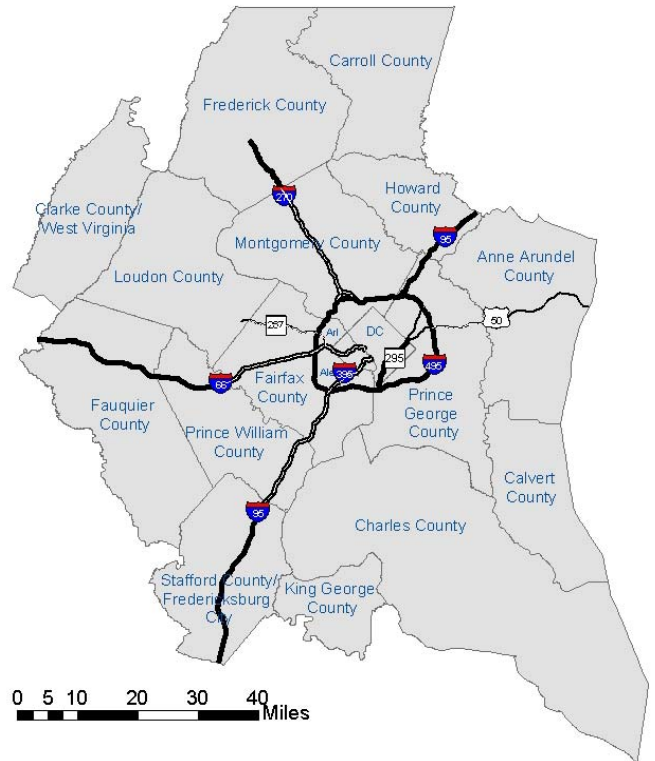 Carroll County
Frederick County
270
Howard
County
Clarke County/
West Virginia
95
Montgomery County
Anne Arundel
County
Loudon County
50
267
Arl
DC
295
Ale
395
495
66
Fairfax
County
Fauquier
County
Prince
George
County
Prince William
County
Calvert
County
95
Charles County
Stafford County/
Fredericksburg
City
King George
County
0 5 10 20 30 40
Miles